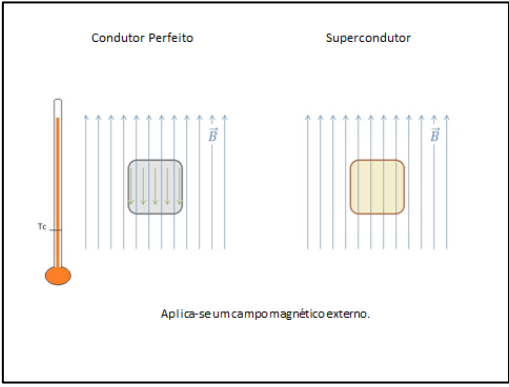 Condutor Perfeito
Supercondutor
B
B
Tc
Aplica-se um campo magnético externo.